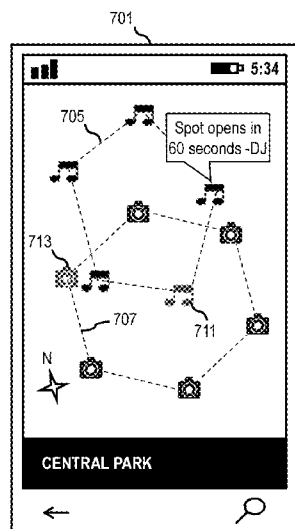 701
5:34
705
Spot opens in
60 seconds -DJ
713
711
707
N
CENTRAL PARK